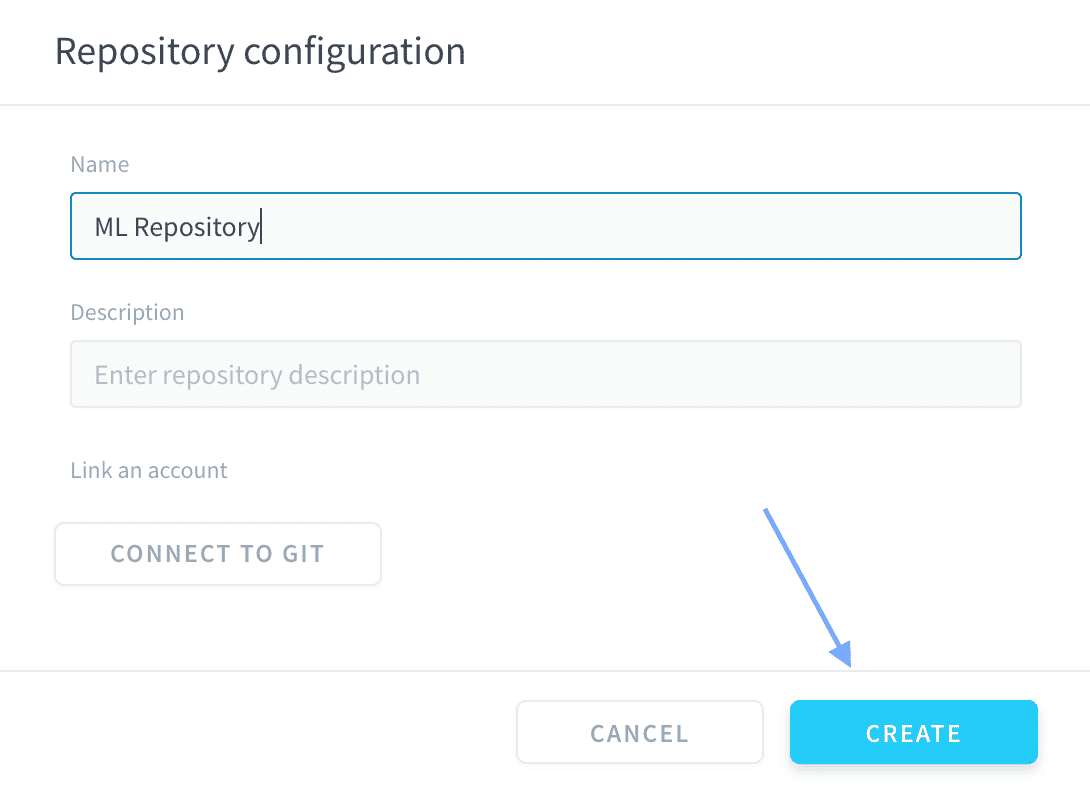 Repository configuration
Name
ML Repository
Description
Enter repository description
Link an account
CONNECT TO GIT
CANCEL
CREATE